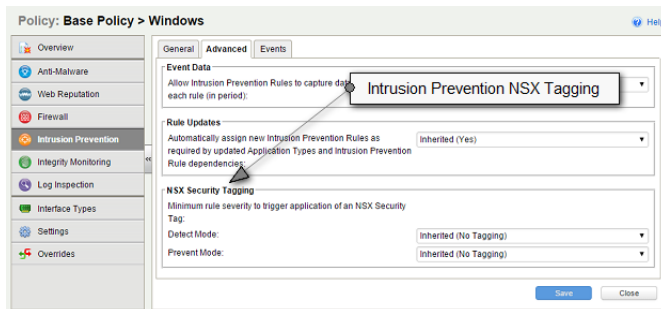 Policy: Base Policy > Windows
Help
Overview
Anti-Malware
Web Reputation
Firewall
Intrusion Prevention
Integrity Monitoring
Log Inspection
Interface Types
Settings
Overrides
«
General Advanced Events
Event Data
Allow Intrusion Prevention Rules to capture
each rule (in period):
Intrusion Prevention NSX Tagging
Rule Updates
Automatically assign new Intrusion Prevention Rules as
required by updated Application Types and Intrusion Prevention
Rule dependencies:
Inherited (Yes)
NSX Security Tagging
Minimum rule severity to trigger application of an NSX Security
Tag:
Detect Mode:
Inherited (No Tagging)
Prevent Mode:
Inherited (No Tagging)
Save
Close